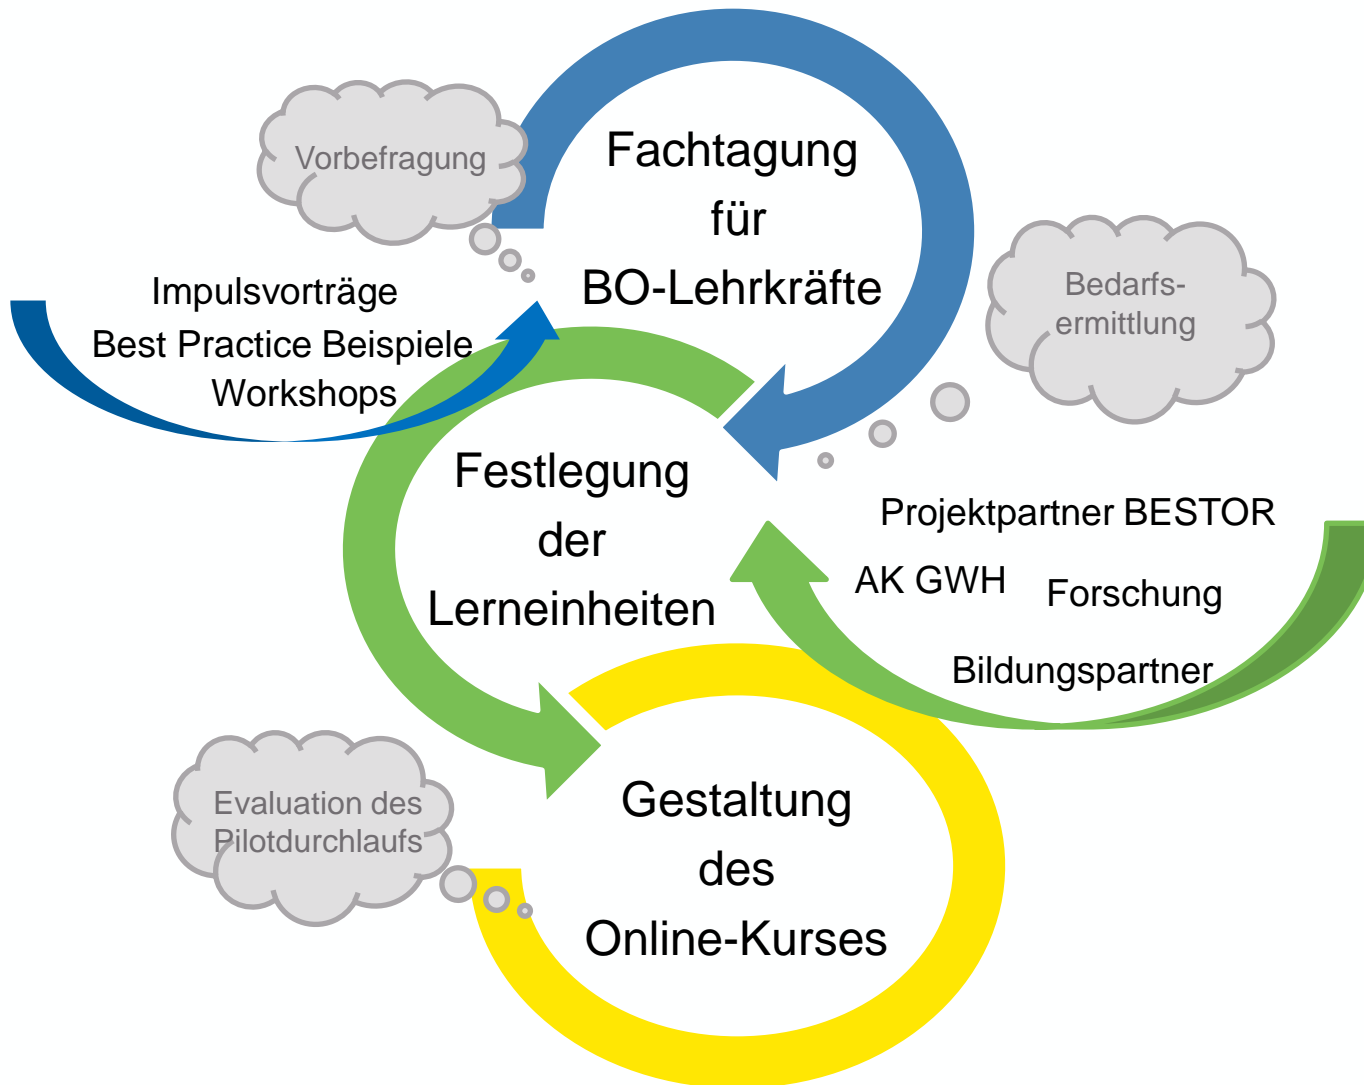 Vorbefragung
Fachtagung
für
BO-Lehrkräfte
Impulsvorträge
Best Practice Beispiele
Workshops
Bedarfs-
ermittlung
Festlegung
der
Lerneinheiten
Projektpartner BESTOR
AK GWH
Forschung
Bildungspartner
Evaluation des
Pilotdurchlaufs
Gestaltung
des
Online-Kurses